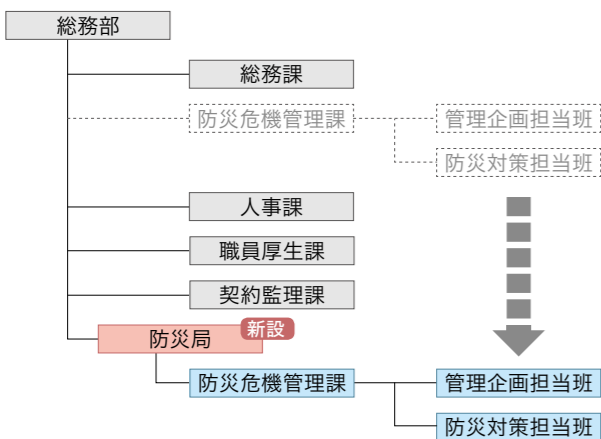 総務部
総務課
防災危機管理課
管理企画担当班
防災対策担当班
人事課
職員厚生課
契約監理課
防災局
新設
防災危機管理課
管理企画担当班
防災対策担当班